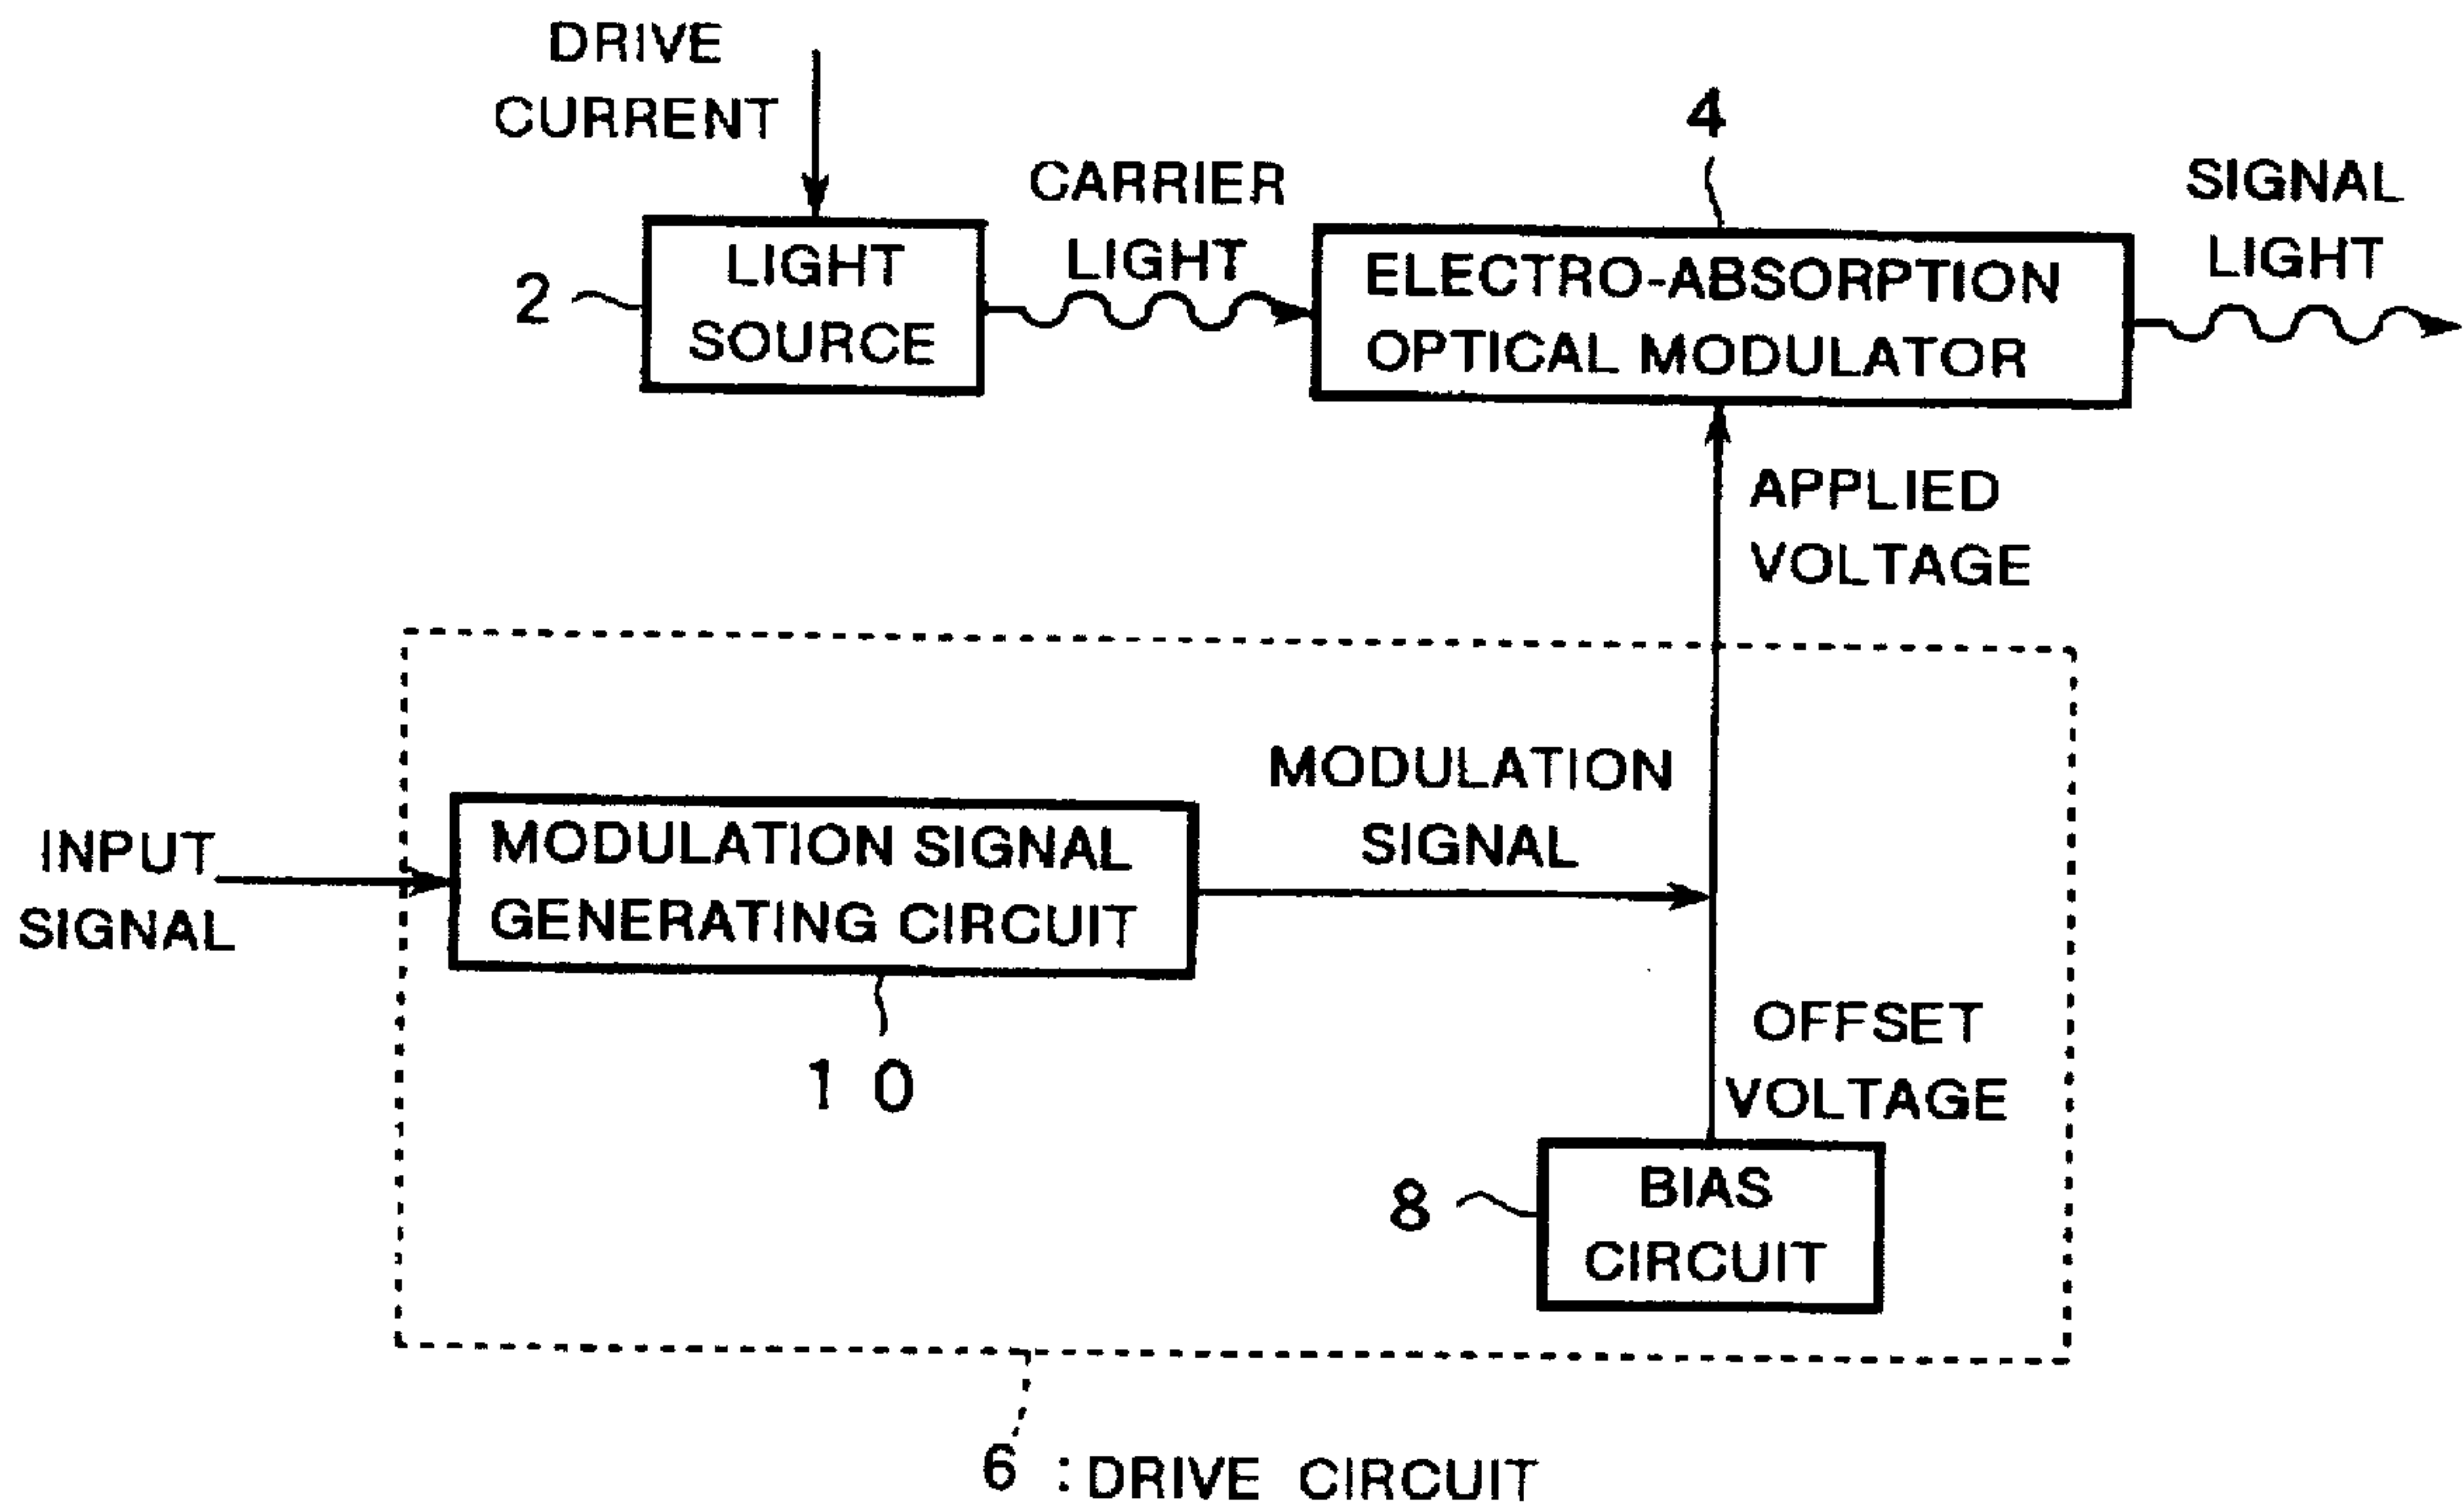 DRIVE
CURRENT
4
CARRIER
LIGHT
SIGNAL
LIGHT
2
LIGHT
SOURCE
ELECTRO-ABSORPTION
OPTICAL MODULATOR
APPLIED
VOLTAGE
MODULATION
SIGNAL
INPUT
SIGNAL
MODULATION SIGNAL
GENERATING CIRCUIT
10
OFFSET
VOLTAGE
8
BIAS
CIRCUIT
6 : DRIVE CIRCUIT